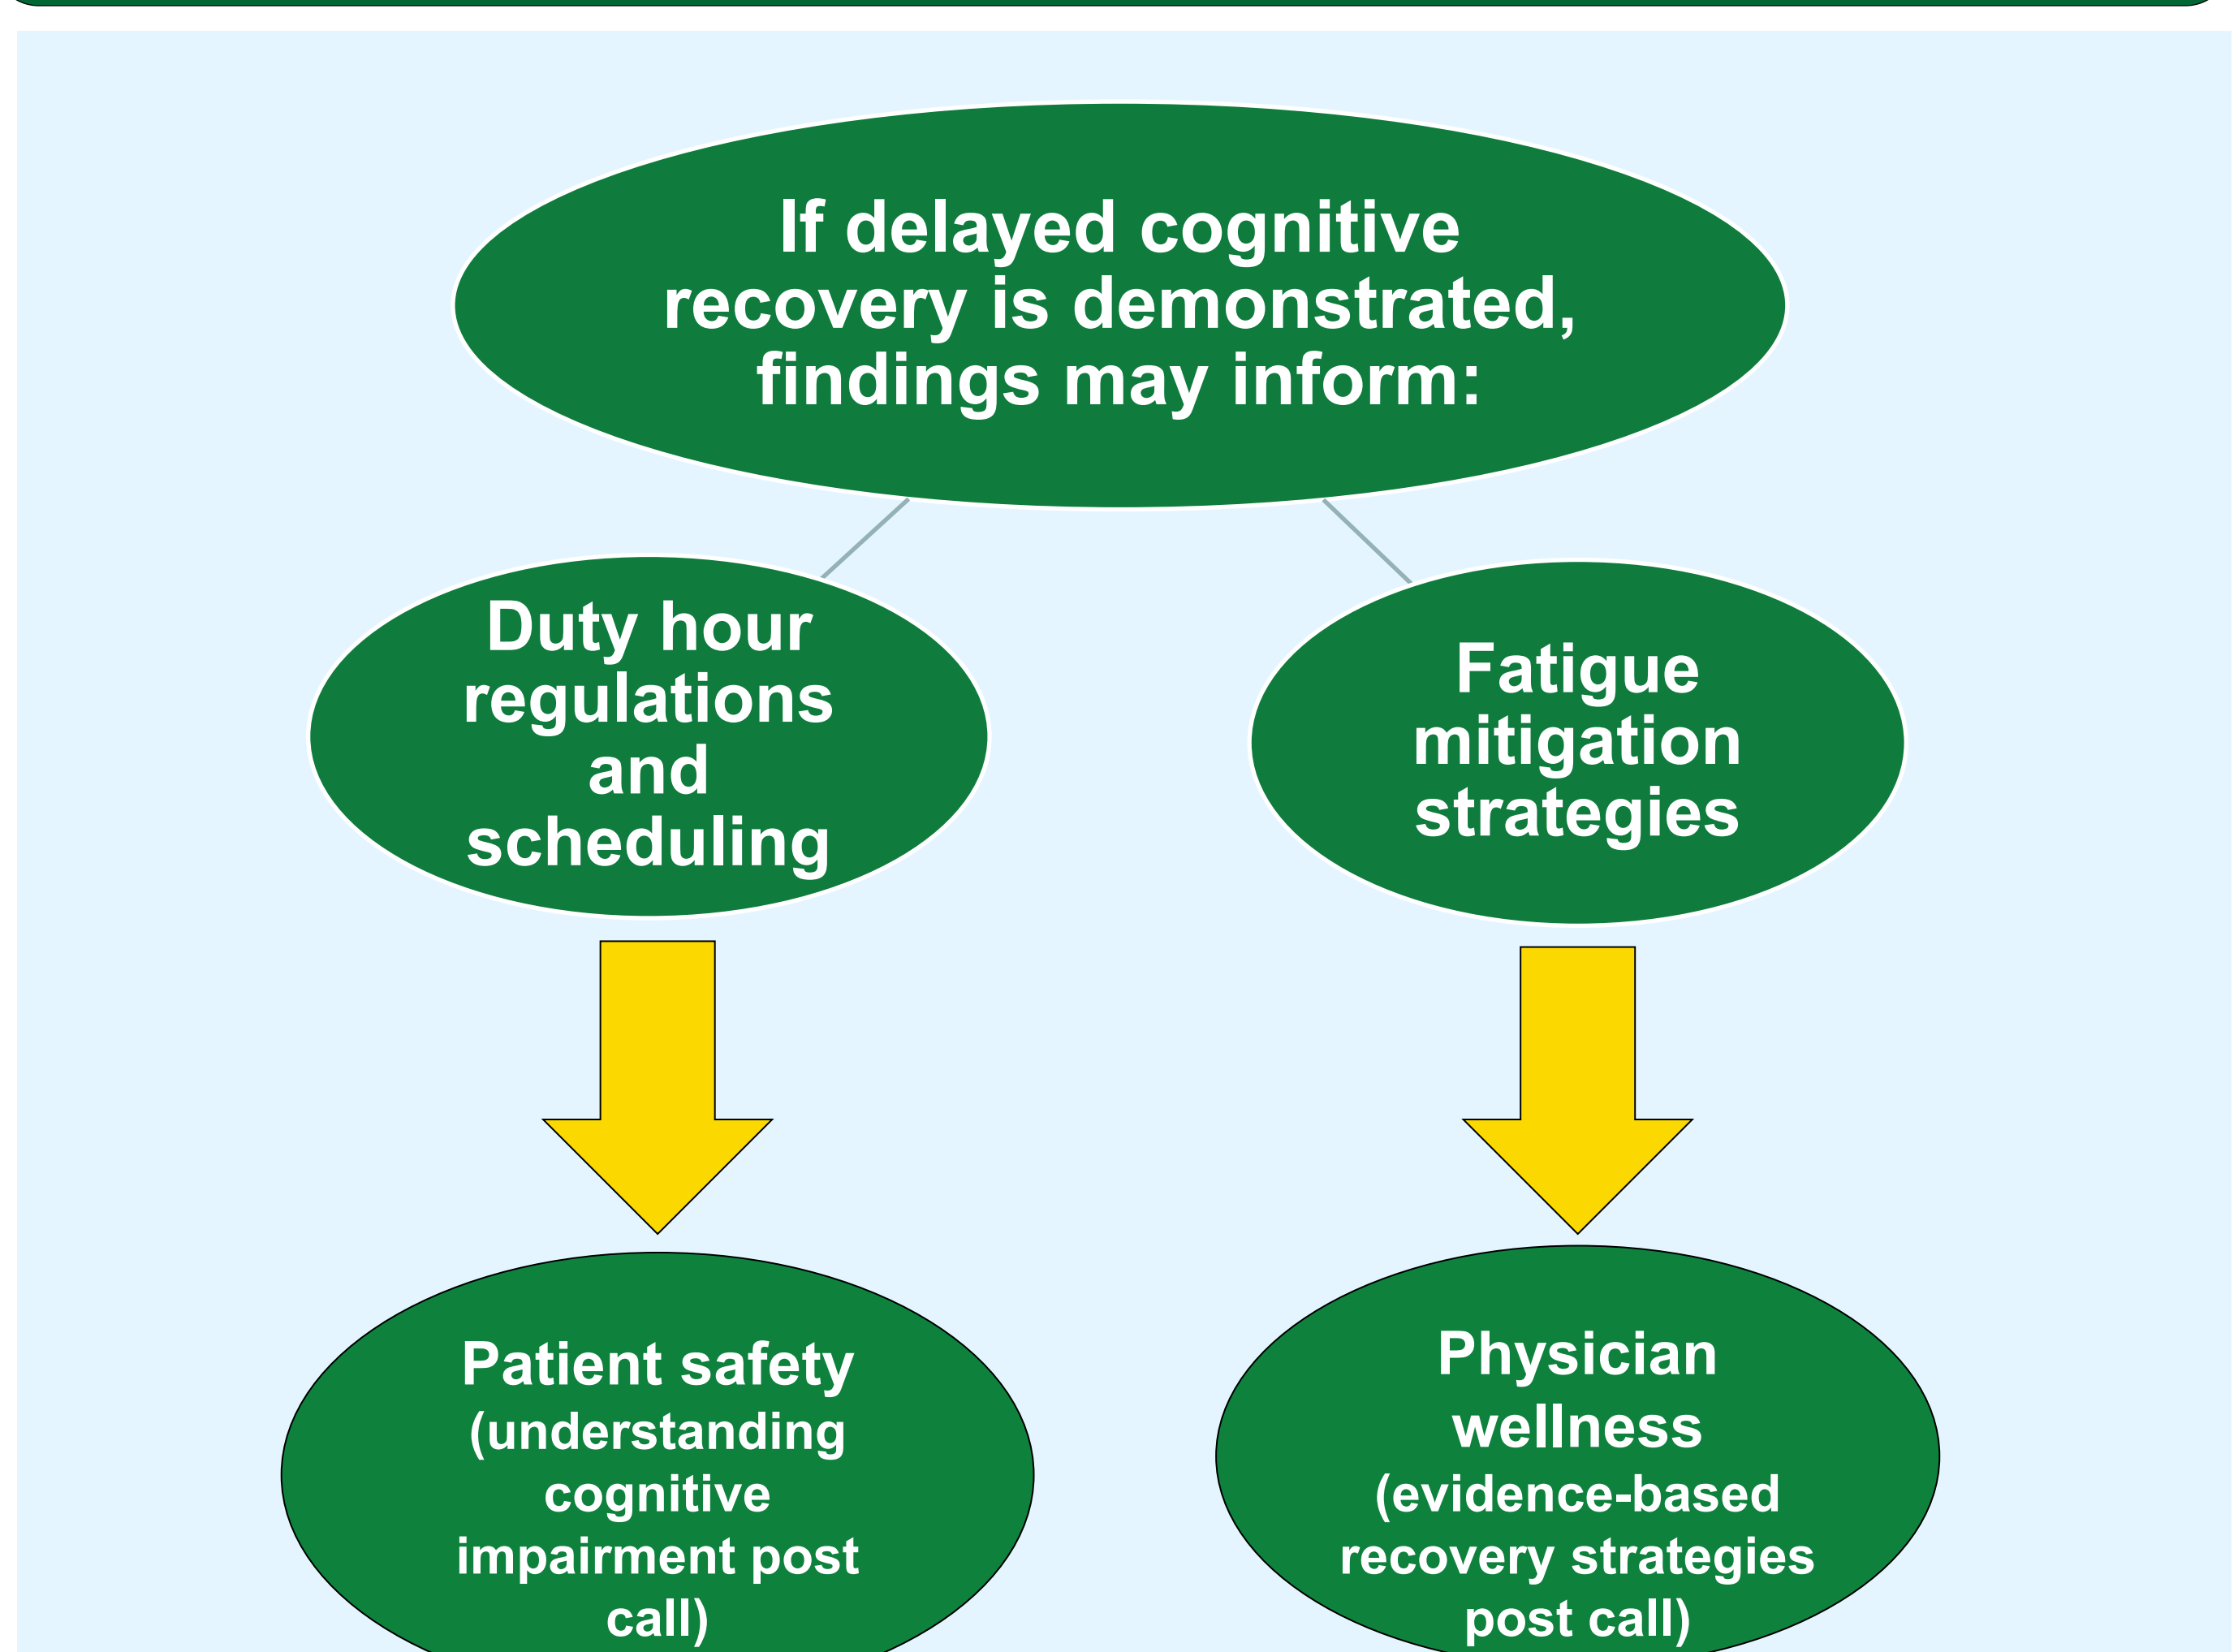 If delayed cognitive
recovery is demonstrated,
findings may inform:
Duty hour
regulations
and
scheduling
Fatigue
mitigation
strategies
Patient safety
(understanding
cognitive
impairment post
call)
Physician
wellness
(evidence-based
recovery strategies
post call)